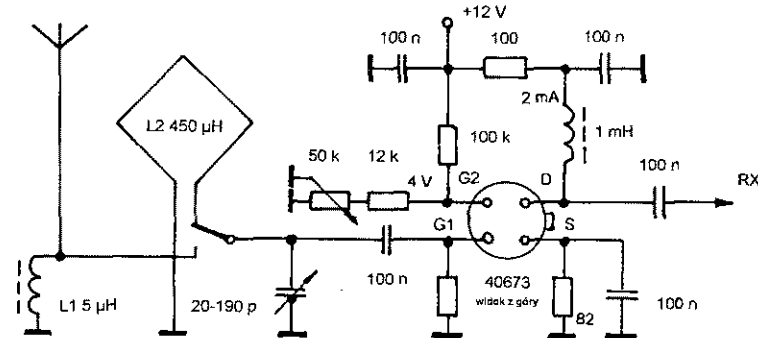 +12 V
100 n
100
100 n
2 mA
L2 450 µH
1 mH
100 k
50 k
12 k
4 V
G2
D
100 n
RX
G1
S
100 n
40673
widok z góry
L1 5 µH
20-190 p
82
100 n